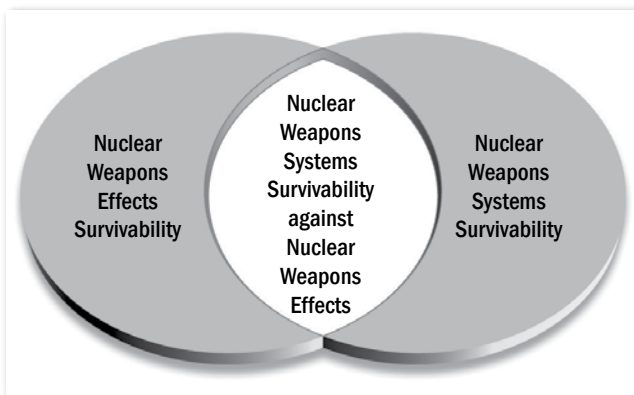 Nuclear
Weapons
Effects
Survivability
Nuclear
Weapons
Systems
Survivability
against
Nuclear
Weapons
Effects
Nuclear
Weapons
Systems
Survivability